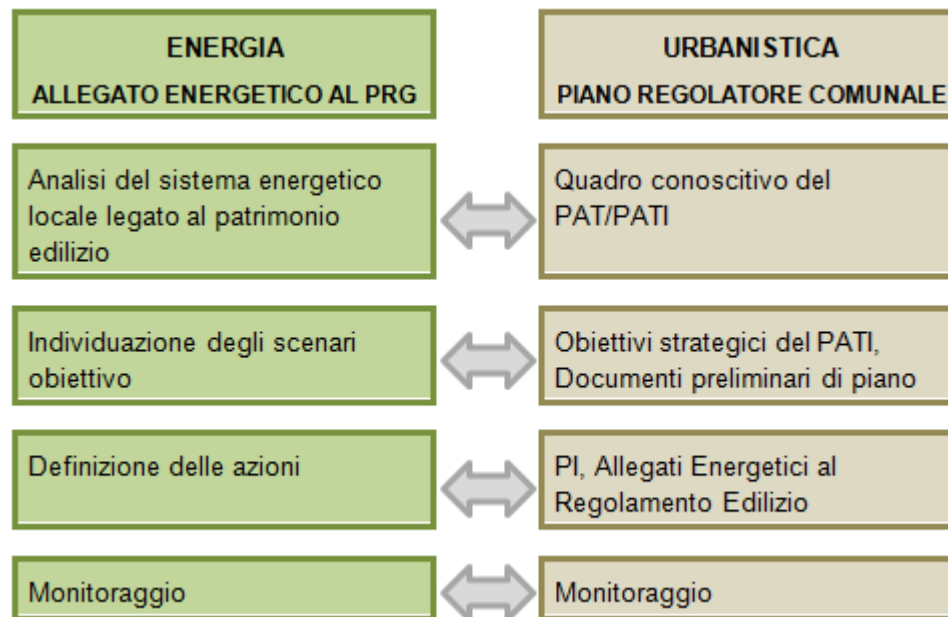 ENERGIA
ALLEGATO ENERGETICO AL PRG
URBANISTICA
PIANO REGOLATORE COMUNALE
Analisi del sistema energetico
locale legato al patrimonio
edilizio
Quadro conoscitivo del
PAT/PATI
Individuazione degli scenari
obiettivo
Obiettivi strategici del PATI,
Documenti preliminari di piano
Definizione delle azioni
PI, Allegati Energetici al
Regolamento Edilizio
Monitoraggio
Monitoraggio